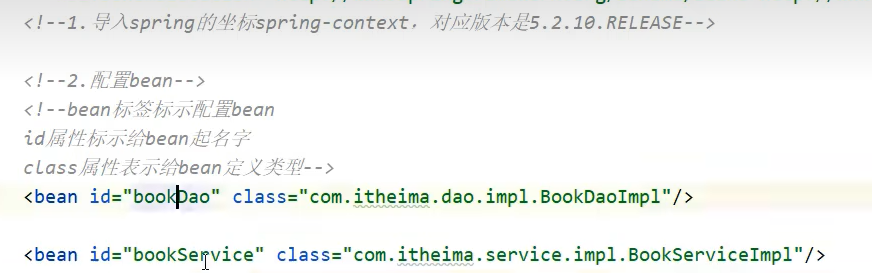 <!--1.导入spring的坐标spring-context，对应版本是5.2.10.RELEASE-->
<!--2.配置bean-->
<!--bean标签标示配置bean
id属性标示给bean起名字
class属性表示给bean定义类型-->
<bean id="bookDao" class="com.itheima.dao.impl.BookDaoImpl"/>
<bean id="bookService" class="com.itheima.service.impl.BookServiceImpl"/>